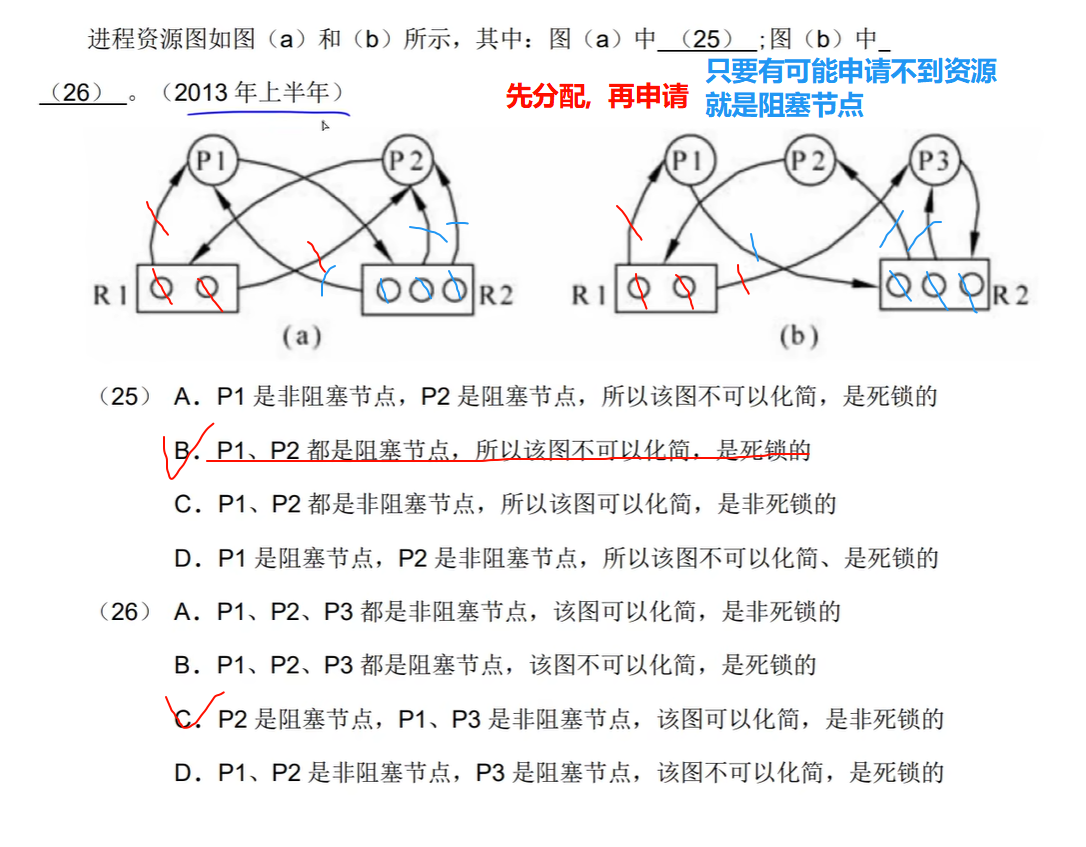 进程资源图如图（a）和（b）所示，其中：图（a）中 （25） ;图（b）中_
（26） 。（2013 年上半年）
先分配，再申请
只要有可能申请不到资源
就是阻塞节点
P1 P2 P1 P2 P3
R1 R2 R1 R2
(a) (b)
（25） A．P1 是非阻塞节点，P2 是阻塞节点，所以该图不可以化简，是死锁的
B．P1、P2 都是阻塞节点，所以该图不可以化简，是死锁的
C．P1、P2 都是非阻塞节点，所以该图可以化简，是非死锁的
D．P1 是阻塞节点，P2 是非阻塞节点，所以该图不可以化简、是死锁的
（26） A．P1、P2、P3 都是非阻塞节点，该图可以化简，是非死锁的
B．P1、P2、P3 都是阻塞节点，该图不可以化简，是死锁的
C．P2 是阻塞节点，P1、P3 是非阻塞节点，该图可以化简，是非死锁的
D．P1、P2 是非阻塞节点，P3 是阻塞节点，该图不可以化简，是死锁的